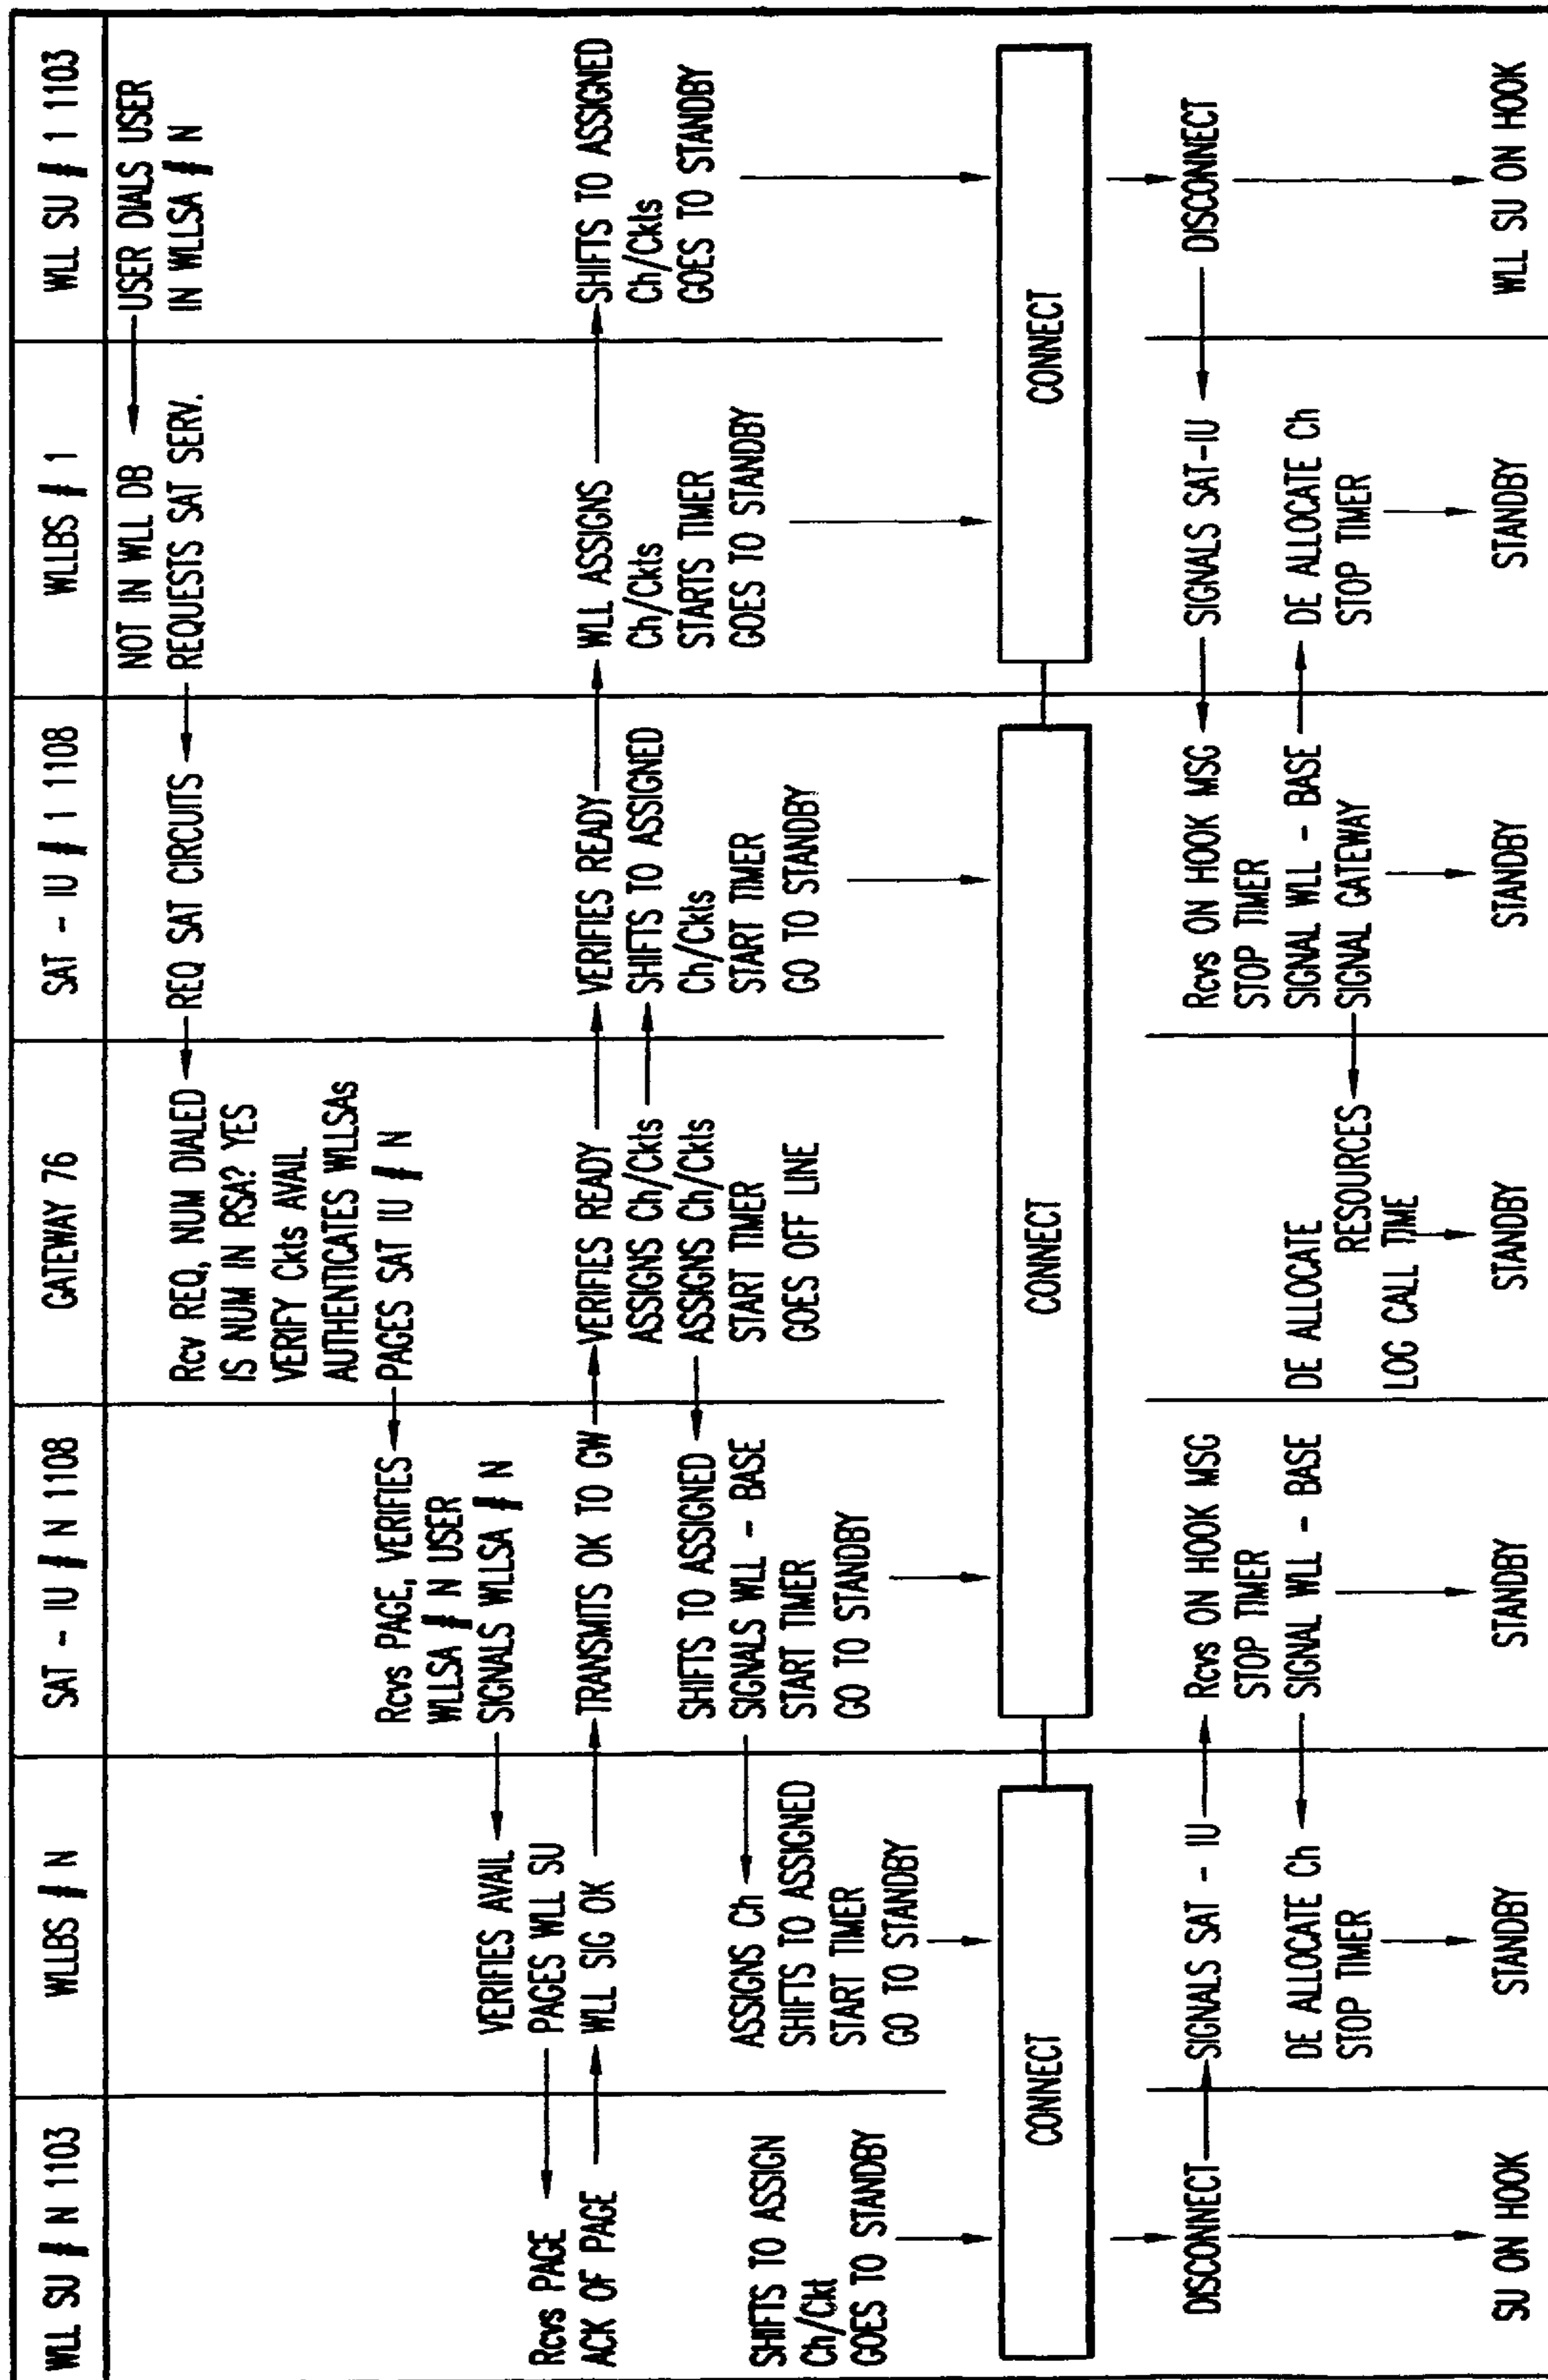 WLL SU # N 1103
WLLBS # N
SAT - IU # N 1108
GATEWAY 76
SAT - IU # 1 1108
WLLBS # 1
WLL SU # 1 1103
NOT IN WLL DB
USER DIALS USER
IN WLLSA # N
Rcv REQ, NUM DIALED
REQ SAT CIRCUITS
REQUESTS SAT SERV.
IS NUM IN RSA? YES
VERIFY Ckts AVAIL
AUTHENTICATES WLLSAs
Rcvs PAGE, VERIFIES
PAGES SAT IU # N
WLLSA # N USER
VERIFIES AVAIL
SIGNALS WLLSA # N
Rcvs PAGE
PAGES WLL SU
ACK OF PAGE
WLL SIG OK
TRANSMITS OK TO GW
VERIFIES READY
VERIFIES READY
WLL ASSIGNS
SHIFTS TO ASSIGNED
ASSIGNS Ch/Ckts
SHIFTS TO ASSIGNED
Ch/Ckts
Ch/Ckts
SHIFTS TO ASSIGNED
ASSIGNS Ch/Ckts
Ch/Ckts
STARTS TIMER
GOES TO STANDBY
SHIFTS TO ASSIGN
ASSIGNS Ch
SIGNALS WLL - BASE
START TIMER
START TIMER
GOES TO STANDBY
Ch/Ckt
SHIFTS TO ASSIGNED
START TIMER
GOES OFF LINE
GO TO STANDBY
GOES TO STANDBY
START TIMER
GO TO STANDBY
GO TO STANDBY
CONNECT
CONNECT
CONNECT
DISCONNECT
SIGNALS SAT - IU
Rcvs ON HOOK MSG
Rcvs ON HOOK MSG
SIGNALS SAT-IU
DISCONNECT
STOP TIMER
STOP TIMER
DE ALLOCATE Ch
SIGNAL WLL - BASE
DE ALLOCATE
SIGNAL WLL - BASE
DE ALLOCATE Ch
STOP TIMER
RESOURCES
SIGNAL GATEWAY
STOP TIMER
LOG CALL TIME
SU ON HOOK
STANDBY
STANDBY
STANDBY
STANDBY
STANDBY
WLL SU ON HOOK